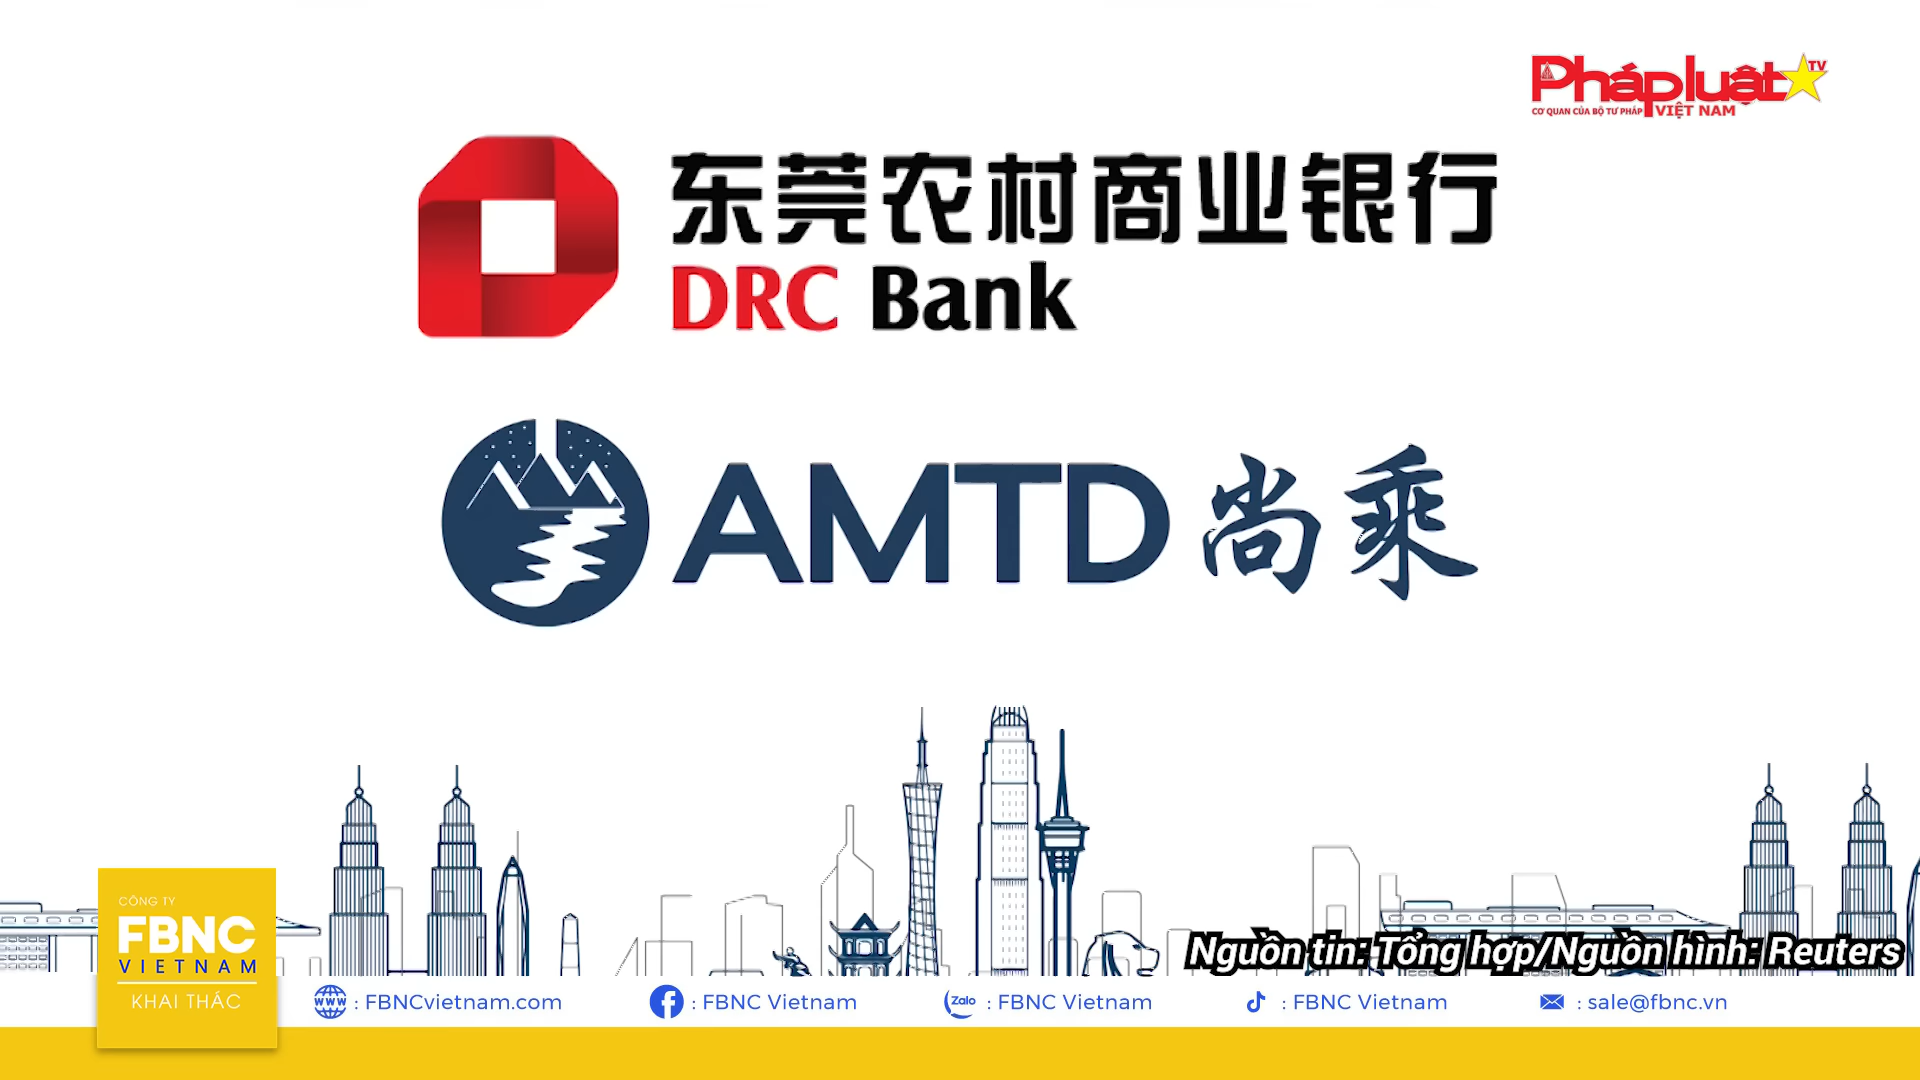 Phápluật TV
CƠ QUAN CỦA BỘ TƯ PHÁP VIỆT NAM
东莞农村商业银行
DRC Bank
AMTD 尚乘
Nguồn tin: Tổng hợp/Nguồn hình: Reuters
CÔNG TY
FBNC
VIETNAM
KHAI THÁC
www : FBNCvietnam.com
f : FBNC Vietnam
Zalo : FBNC Vietnam
: FBNC Vietnam
: sale@fbnc.vn